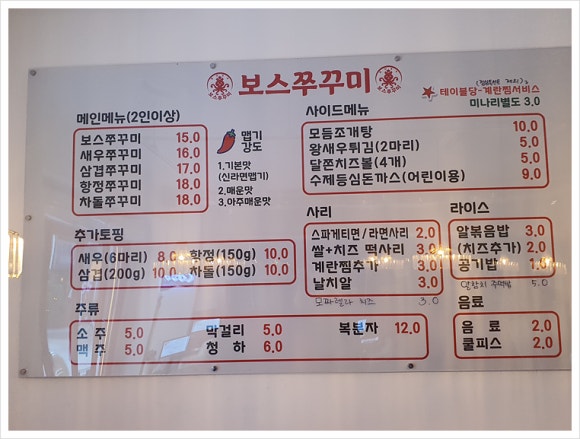 보스쭈꾸미
테이블당-계란찜서비스
미나리별도 3.0
메인메뉴(2인이상)
보스쭈꾸미 15.0
새우쭈꾸미 16.0
삼겹쭈꾸미 17.0
항정쭈꾸미 18.0
차돌쭈꾸미 18.0
맵기
강도
1.기본맛
(신라면맵기)
2.매운맛
3.아주매운맛
사이드메뉴
모듬조개탕 10.0
왕새우튀김(2마리) 5.0
달쫀치즈볼(4개) 5.0
수제등심돈까스(어린이용) 9.0
추가토핑
새우(6마리) 8.0 항정(150g) 10.0
삼겹(200g) 10.0 차돌(150g) 10.0
사리
스파게티면/라면사리 2.0
쌀+치즈 떡사리 3.0
계란찜추가 3.0
날치알 3.0
모짜렐라 치즈 3.0
라이스
알볶음밥 3.0
(치즈추가) 2.0
공기밥 1.0
멸참치 주먹밥 5.0
주류
소주 5.0 막걸리 5.0 복분자 12.0
맥주 5.0 청하 6.0
음료
음료 2.0
쿨피스 2.0